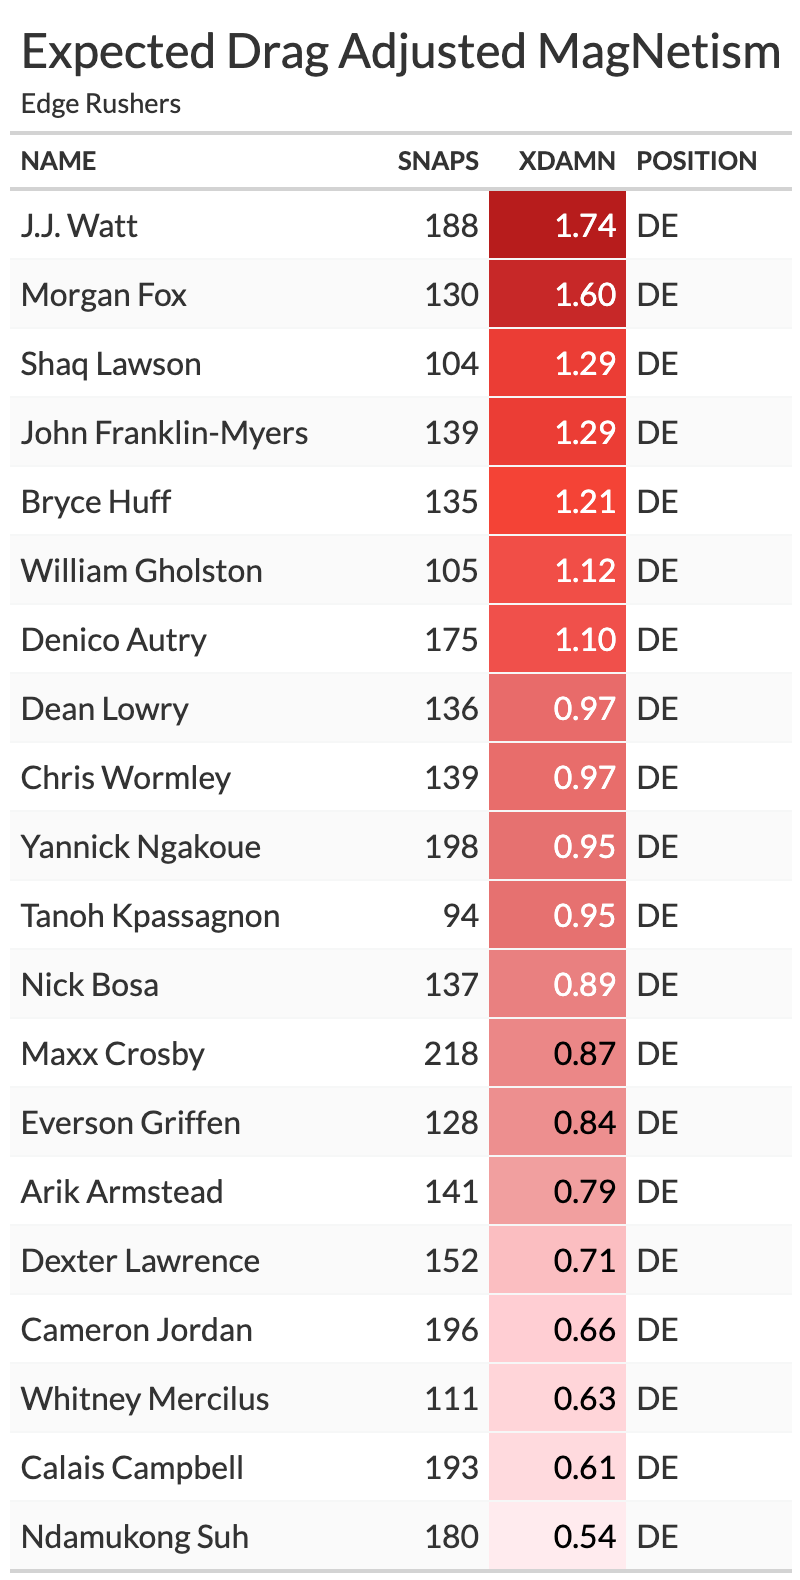 Expected Drag Adjusted MagNetism
Edge Rushers
NAME SNAPS XDAMN POSITION
J.J. Watt 188 1.74 DE
Morgan Fox 130 1.60 DE
Shaq Lawson 104 1.29 DE
John Franklin-Myers 139 1.29 DE
Bryce Huff 135 1.21 DE
William Gholston 105 1.12 DE
Denico Autry 175 1.10 DE
Dean Lowry 136 0.97 DE
Chris Wormley 139 0.97 DE
Yannick Ngakoue 198 0.95 DE
Tanoh Kpassagnon 94 0.95 DE
Nick Bosa 137 0.89 DE
Maxx Crosby 218 0.87 DE
Everson Griffen 128 0.84 DE
Arik Armstead 141 0.79 DE
Dexter Lawrence 152 0.71 DE
Cameron Jordan 196 0.66 DE
Whitney Mercilus 111 0.63 DE
Calais Campbell 193 0.61 DE
Ndamukong Suh 180 0.54 DE